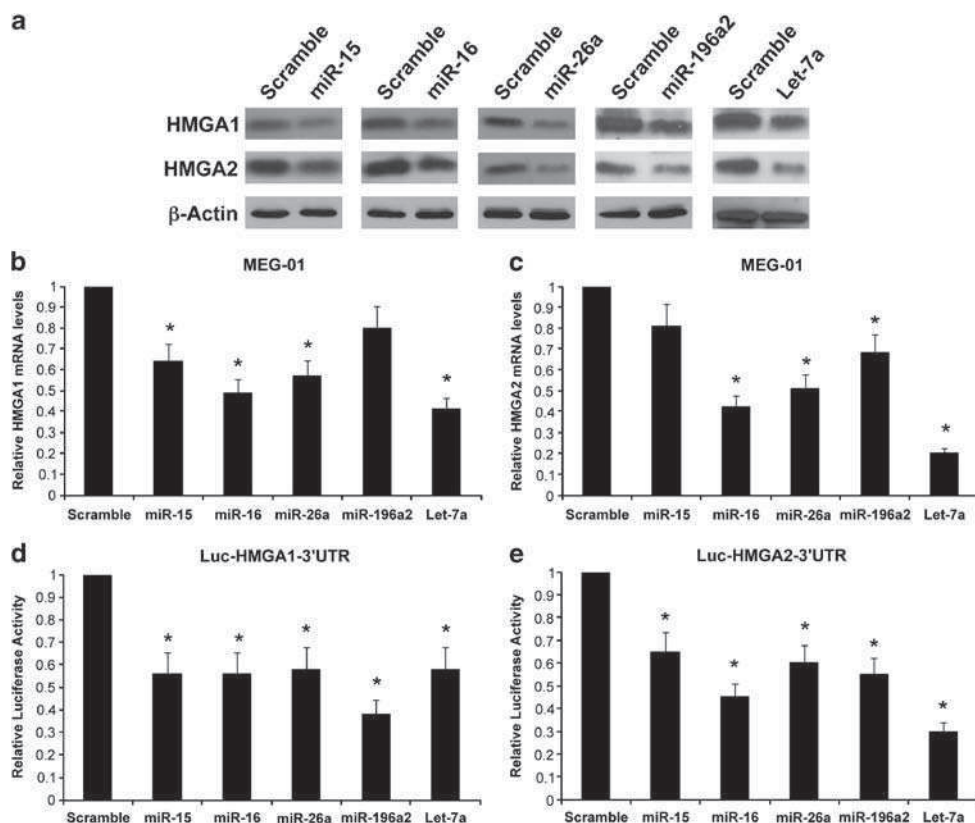 a
Scramble miR-15 Scramble miR-16 Scramble miR-26a Scramble miR-196a2 Scramble Let-7a
HMGA1
HMGA2
β-Actin
b
MEG-01
Relative HMGA1 mRNA levels
1
0.9
0.8
0.7
0.6
0.5
0.4
0.3
0.2
0.1
0
* * * *
Scramble miR-15 miR-16 miR-26a miR-196a2 Let-7a
c
MEG-01
Relative HMGA2 mRNA levels
1
0.9
0.8
0.7
0.6
0.5
0.4
0.3
0.2
0.1
0
* * * *
Scramble miR-15 miR-16 miR-26a miR-196a2 Let-7a
d
Luc-HMGA1-3'UTR
Relative Luciferase Activity
1
0.9
0.8
0.7
0.6
0.5
0.4
0.3
0.2
0.1
0
* * * * *
Scramble miR-15 miR-16 miR-26a miR-196a2 Let-7a
e
Luc-HMGA2-3'UTR
Relative Luciferase Activity
1
0.9
0.8
0.7
0.6
0.5
0.4
0.3
0.2
0.1
0
* * * * *
Scramble miR-15 miR-16 miR-26a miR-196a2 Let-7a